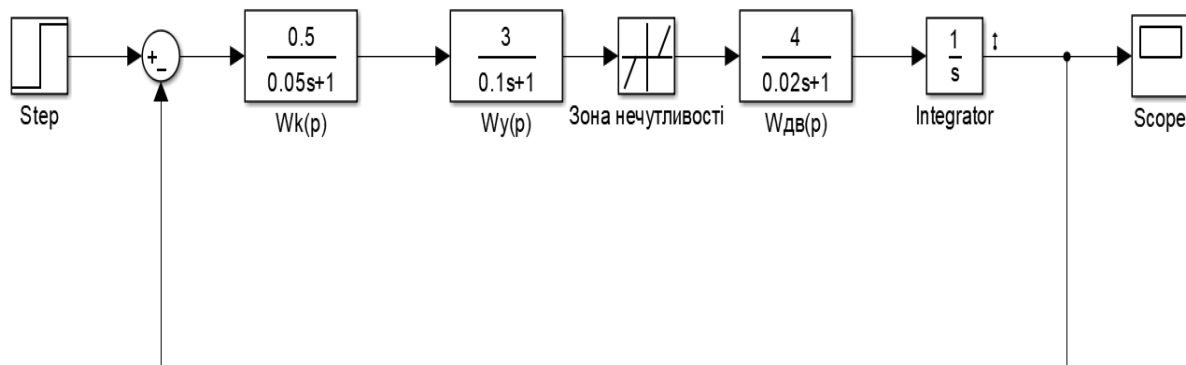 Step
+
−
0.5
0.05s+1
Wk(p)
3
0.1s+1
Wy(p)
Зона нечутливості
4
0.02s+1
Wдв(p)
1
s
Integrator
Scope